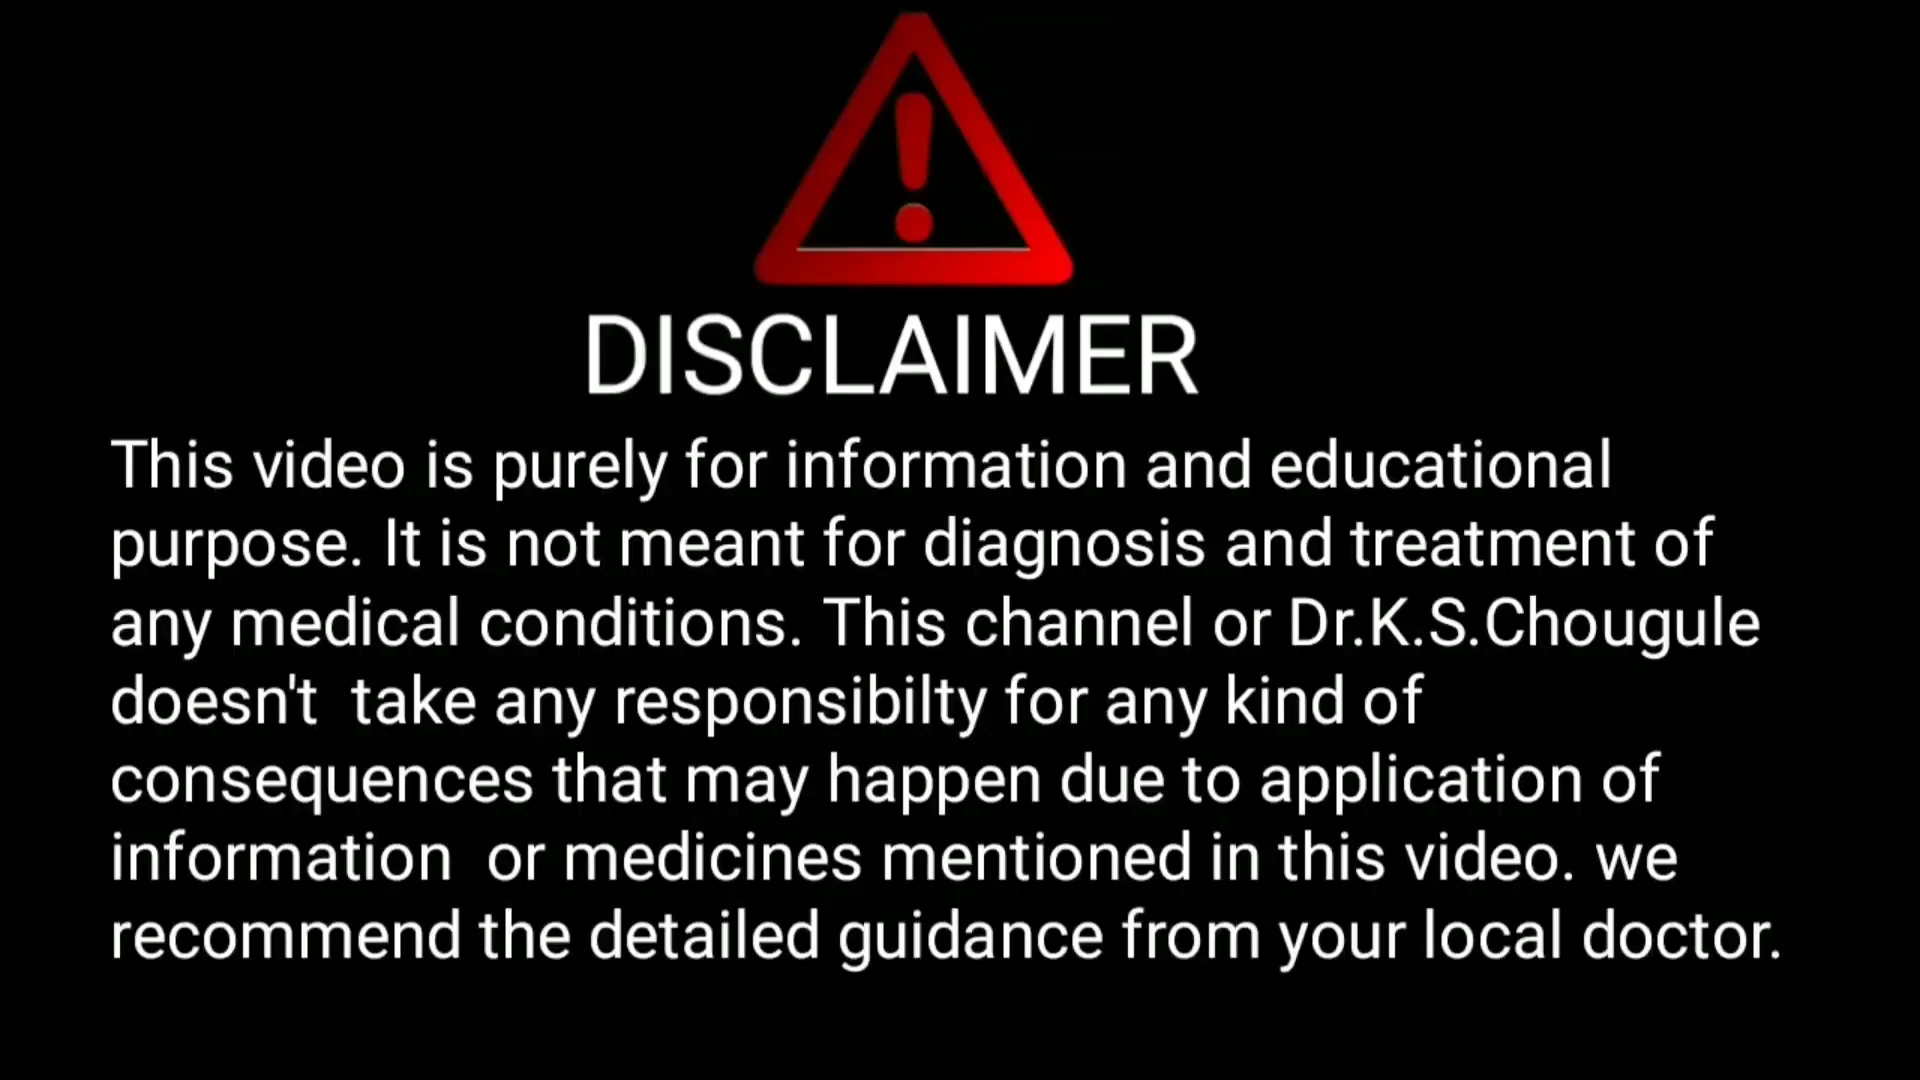 DISCLAIMER
This video is purely for information and educational
purpose. It is not meant for diagnosis and treatment of
any medical conditions. This channel or Dr.K.S.Chougule
doesn't  take any responsibilty for any kind of
consequences that may happen due to application of
information  or medicines mentioned in this video. we
recommend the detailed guidance from your local doctor.